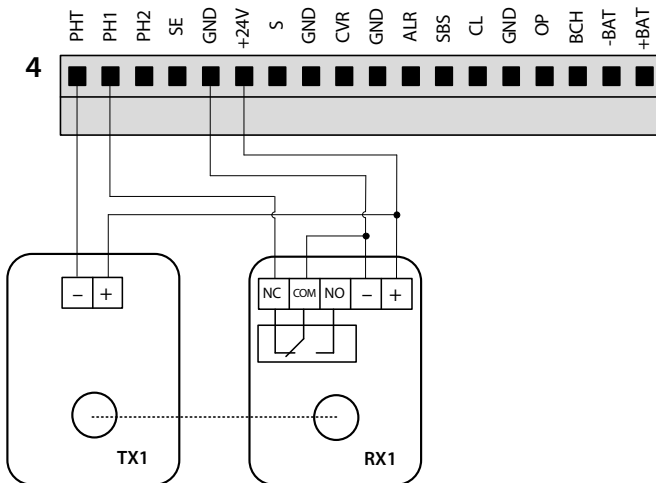 PHT PH1 PH2 SE GND +24V S GND CVR GND ALR SBS CL GND OP BCH -BAT +BAT
4
– + NC COM NO – +
TX1 RX1